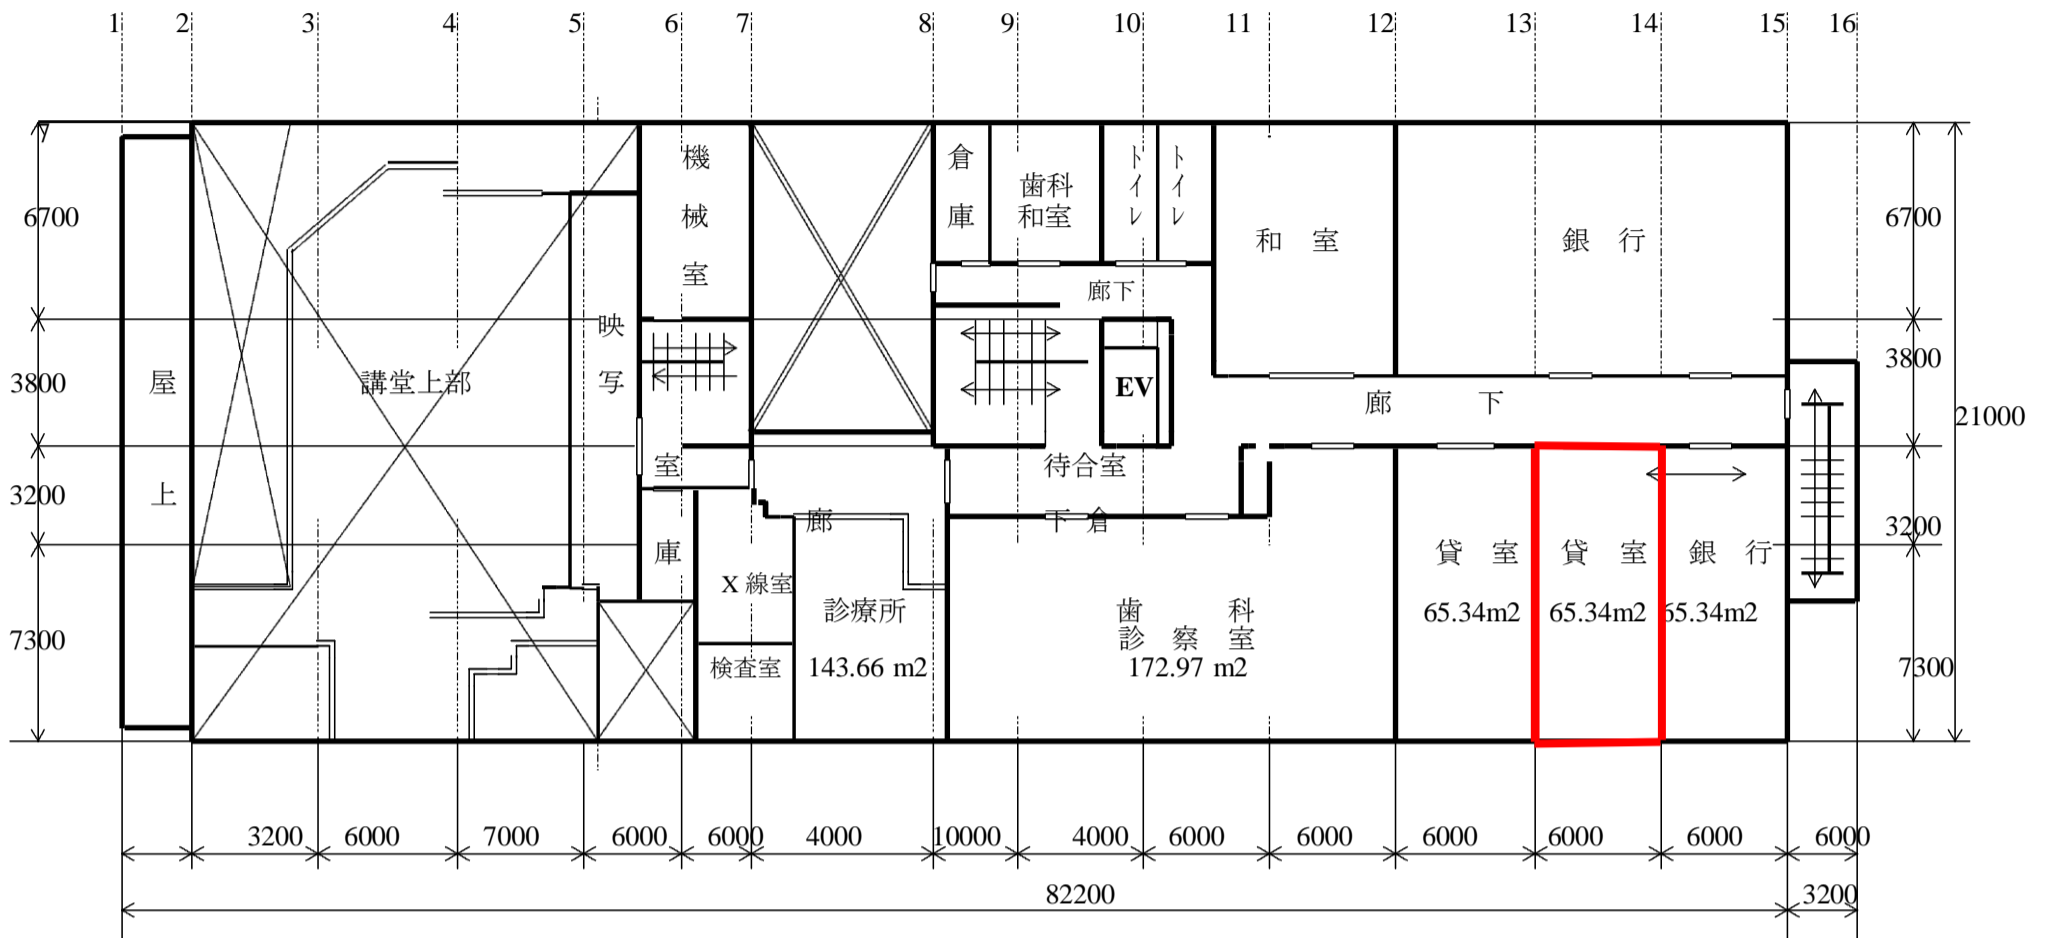 1 2 3 4 5 6 7 8 9 10 11 12 13 14 15 16
機械室
倉庫
歯科
和室
トイレ
トイレ
和 室
銀 行
6700
6700
廊下
映写室
3800
屋上
講堂上部
EV
廊 下
3800
21000
待合室
3200
廊 下 倉
3200
庫
X 線室
貸 室
65.34m2
貸 室
65.34m2
銀 行
65.34m2
診療所
143.66 m2
歯 科
診 察 室
172.97 m2
7300
検査室
7300
3200 6000 7000 6000 6000 4000 10000 4000 6000 6000 6000 6000 6000 6000
82200 3200